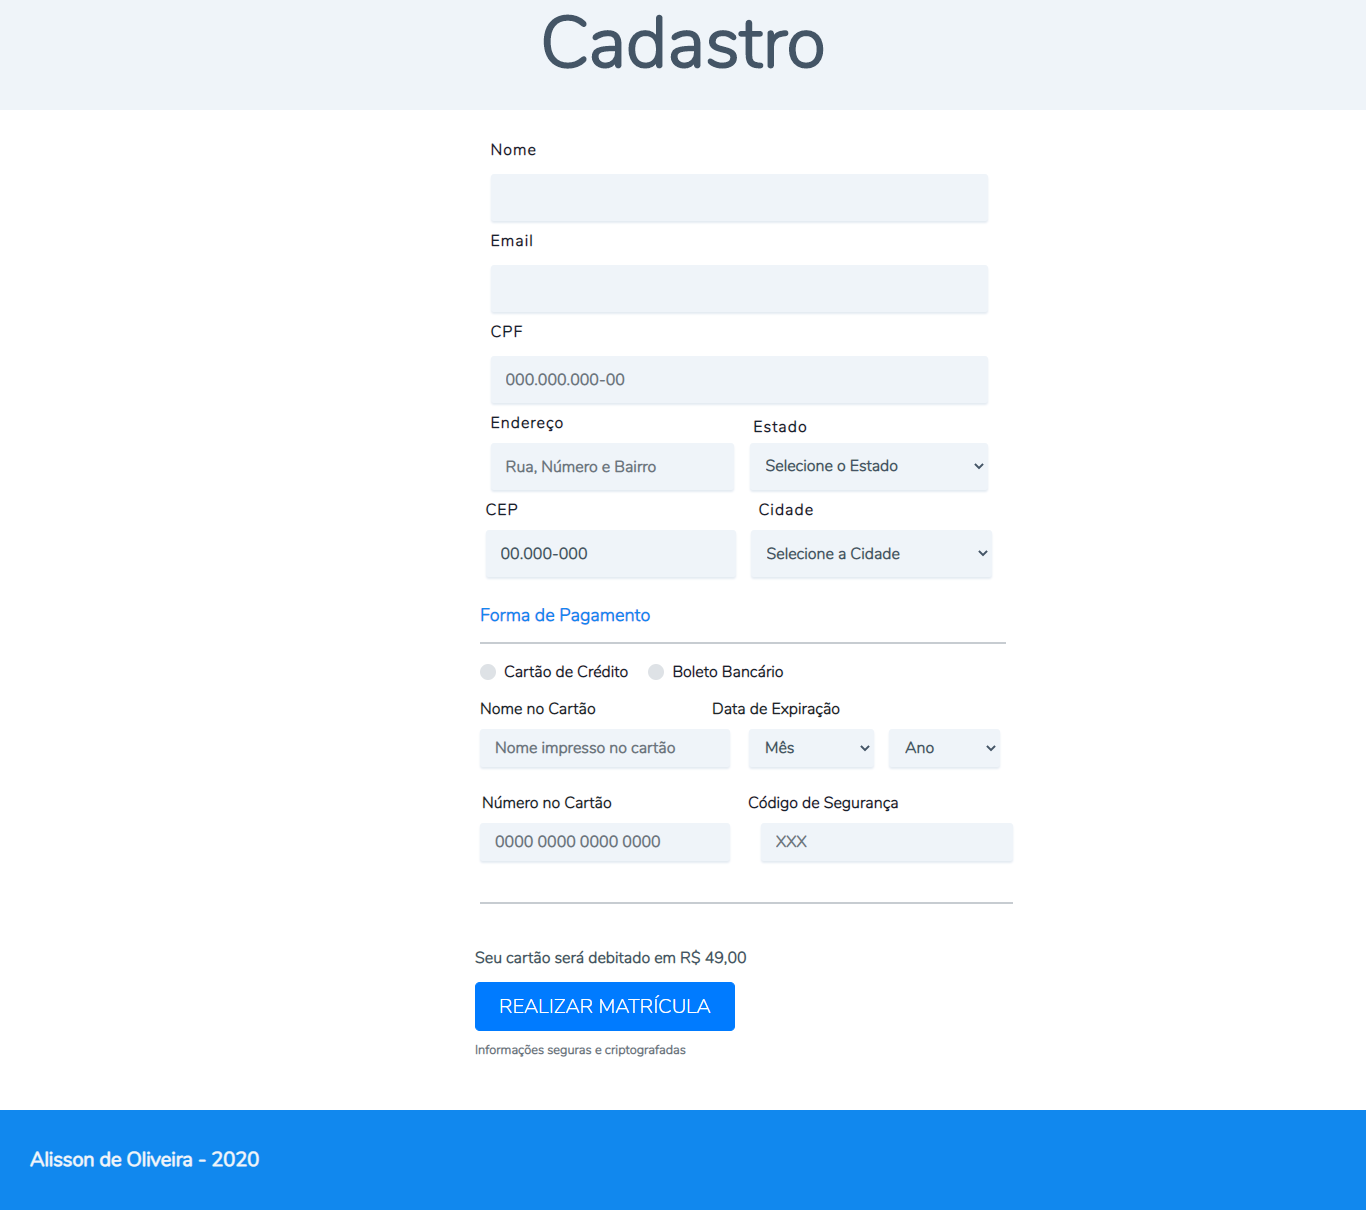 Cadastro
Nome
Email
CPF
000.000.000-00
Endereço Estado
Rua, Número e Bairro Selecione o Estado
CEP Cidade
00.000-000 Selecione a Cidade
Forma de Pagamento
Cartão de Crédito Boleto Bancário
Nome no Cartão Data de Expiração
Nome impresso no cartão Mês Ano
Número no Cartão Código de Segurança
0000 0000 0000 0000 XXX
Seu cartão será debitado em R$ 49,00
REALIZAR MATRÍCULA
Informações seguras e criptografadas
Alisson de Oliveira - 2020